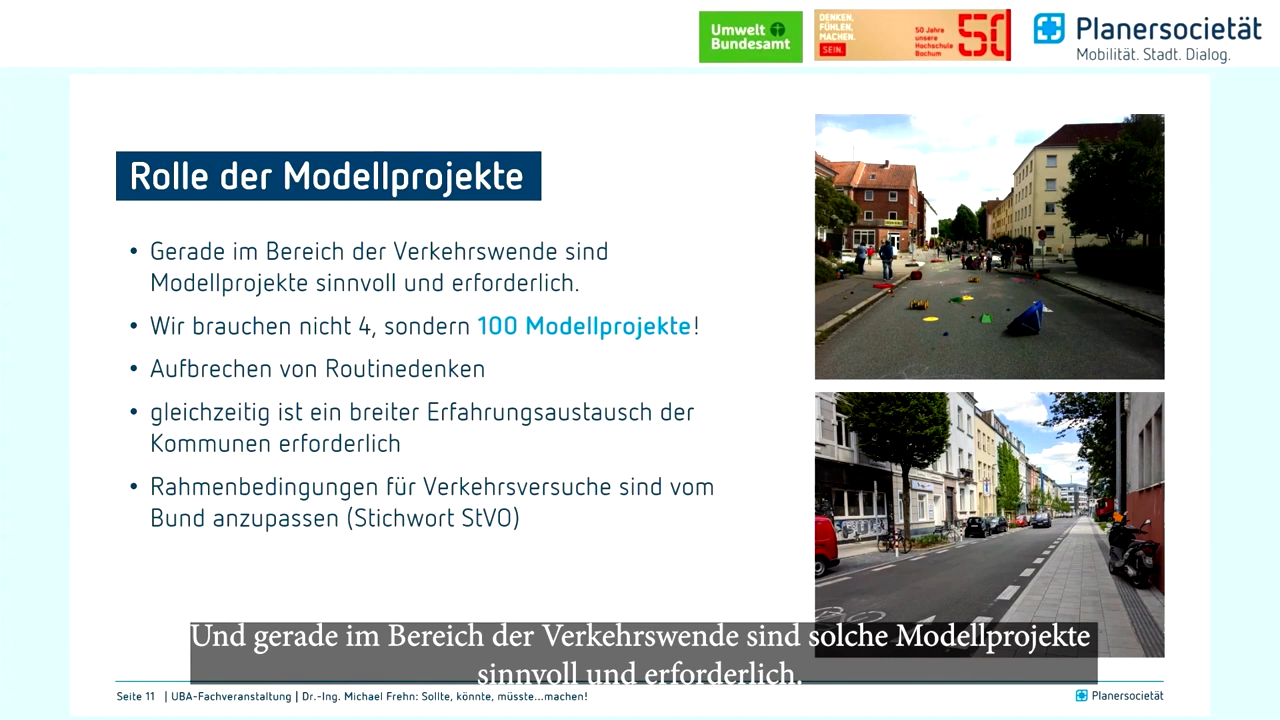 Umwelt
Bundesamt
DENKEN,
FÜHLEN,
MACHEN.
SEIN.
50 Jahre
unsere
Hochschule
Bochum
50
Planersocietät
Mobilität. Stadt. Dialog.
Rolle der Modellprojekte
• Gerade im Bereich der Verkehrswende sind
Modellprojekte sinnvoll und erforderlich.
• Wir brauchen nicht 4, sondern 100 Modellprojekte!
• Aufbrechen von Routinedenken
• gleichzeitig ist ein breiter Erfahrungsaustausch der
Kommunen erforderlich
• Rahmenbedingungen für Verkehrsversuche sind vom
Bund anzupassen (Stichwort StVO)
Und gerade im Bereich der Verkehrswende sind solche Modellprojekte
sinnvoll und erforderlich.
Seite 11 | UBA-Fachveranstaltung | Dr.-Ing. Michael Frehn: Sollte, könnte, müsste...machen!
Planersocietät